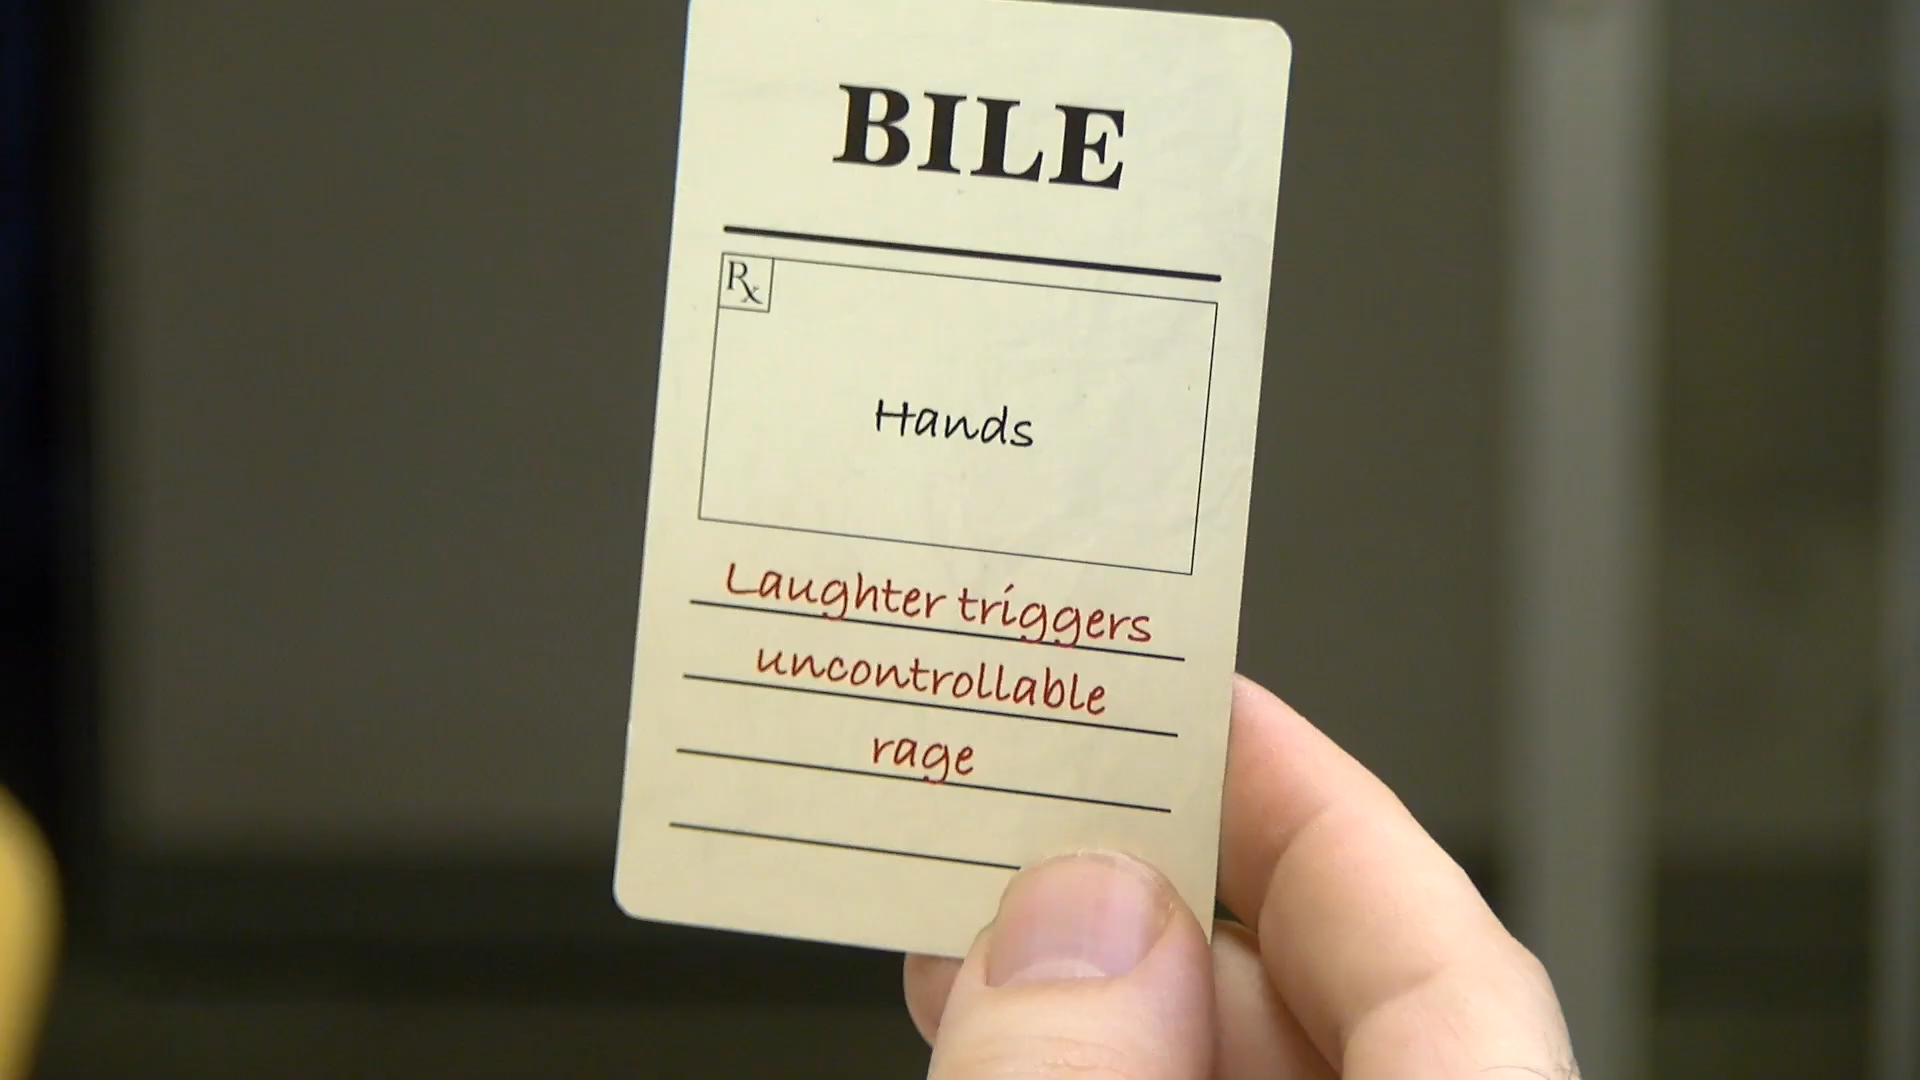 BILE
Rx
Hands
Laughter triggers
uncontrollable
rage